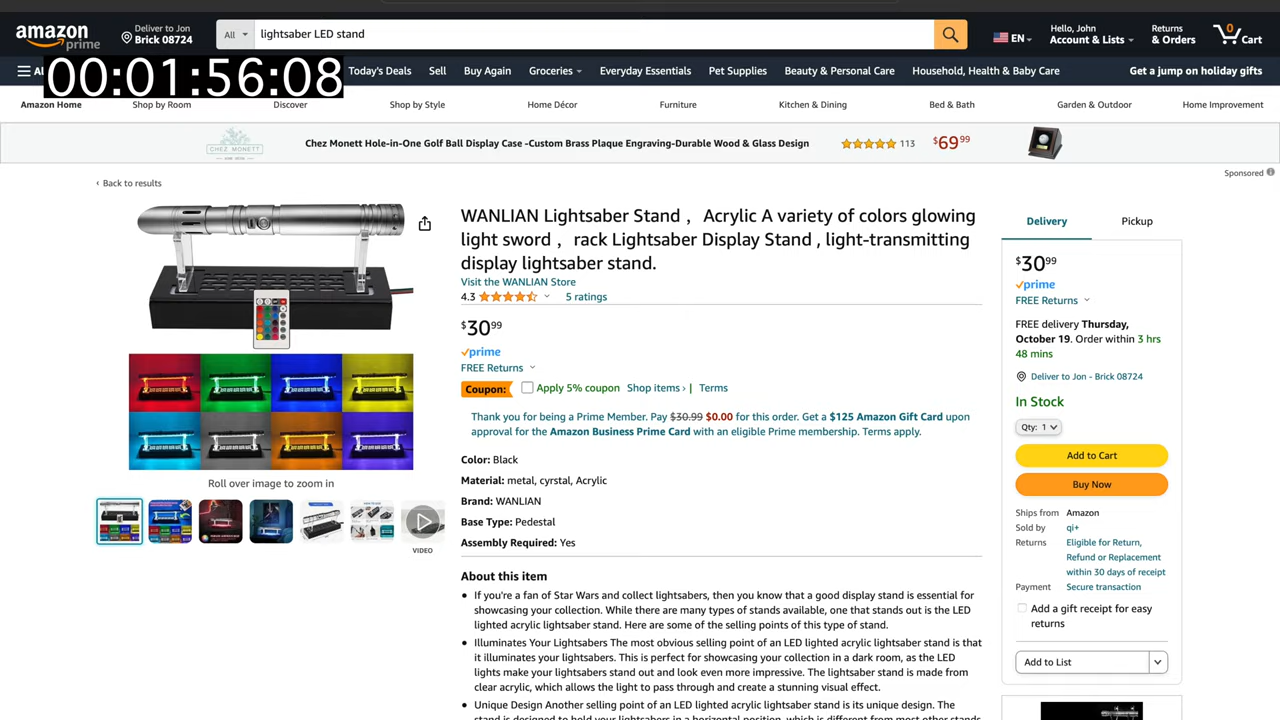 amazon
prime
Deliver to Jon
Brick 08724
All
lightsaber LED stand
EN
Hello, John
Account & Lists
Returns
& Orders
0
Cart
00:01:56:08
Today's Deals
Sell
Buy Again
Groceries
Everyday Essentials
Pet Supplies
Beauty & Personal Care
Household, Health & Baby Care
Get a jump on holiday gifts
Amazon Home
Shop by Room
Discover
Shop by Style
Home Décor
Furniture
Kitchen & Dining
Bed & Bath
Garden & Outdoor
Home Improvement
CHEZ MONETT
Chez Monett Hole-in-One Golf Ball Display Case -Custom Brass Plaque Engraving-Durable Wood & Glass Design
113
$69.99
Sponsored
‹ Back to results
WANLIAN Lightsaber Stand， Acrylic A variety of colors glowing
light sword， rack Lightsaber Display Stand , light-transmitting
display lightsaber stand.
Visit the WANLIAN Store
4.3
5 ratings
$30.99
prime
FREE Returns
Coupon:
Apply 5% coupon Shop items › | Terms
Thank you for being a Prime Member. Pay $30.99 $0.00 for this order. Get a $125 Amazon Gift Card upon
approval for the Amazon Business Prime Card with an eligible Prime membership. Terms apply.
Color: Black
Material: metal, cyrstal, Acrylic
Brand: WANLIAN
Base Type: Pedestal
Assembly Required: Yes
About this item
• If you're a fan of Star Wars and collect lightsabers, then you know that a good display stand is essential for
showcasing your collection. While there are many types of stands available, one that stands out is the LED
lighted acrylic lightsaber stand. Here are some of the selling points of this type of stand.
• Illuminates Your Lightsabers The most obvious selling point of an LED lighted acrylic lightsaber stand is that
it illuminates your lightsabers. This is perfect for showcasing your collection in a dark room, as the LED
lights make your lightsabers stand out and look even more impressive. The lightsaber stand is made from
clear acrylic, which allows the light to pass through and create a stunning visual effect.
• Unique Design Another selling point of an LED lighted acrylic lightsaber stand is its unique design. The
stand is designed to hold your lightsabers in a horizontal position, which is different from most other stands
Roll over image to zoom in
VIDEO
Delivery
Pickup
$30.99
prime
FREE Returns
FREE delivery Thursday,
October 19. Order within 3 hrs
48 mins
Deliver to Jon - Brick 08724
In Stock
Qty: 1
Add to Cart
Buy Now
Ships from Amazon
Sold by qi+
Returns Eligible for Return,
Refund or Replacement
within 30 days of receipt
Payment Secure transaction
Add a gift receipt for easy
returns
Add to List